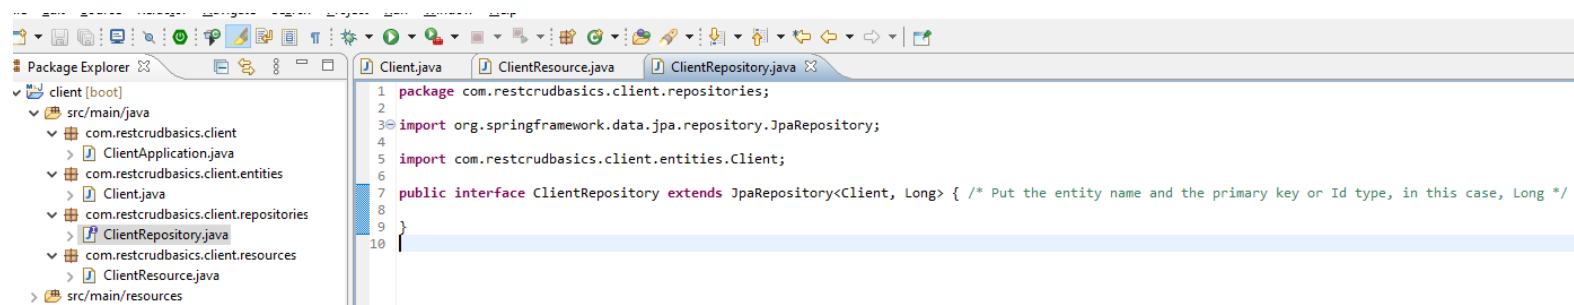 Package Explorer
client [boot]
src/main/java
com.restcrudbasics.client
ClientApplication.java
com.restcrudbasics.client.entities
Client.java
com.restcrudbasics.client.repositories
ClientRepository.java
com.restcrudbasics.client.resources
ClientResource.java
src/main/resources
Client.java ClientResource.java ClientRepository.java
1 package com.restcrudbasics.client.repositories;
2
3 import org.springframework.data.jpa.repository.JpaRepository;
4
5 import com.restcrudbasics.client.entities.Client;
6
7 public interface ClientRepository extends JpaRepository<Client, Long> { /* Put the entity name and the primary key or Id type, in this case, Long */
8
9 }
10